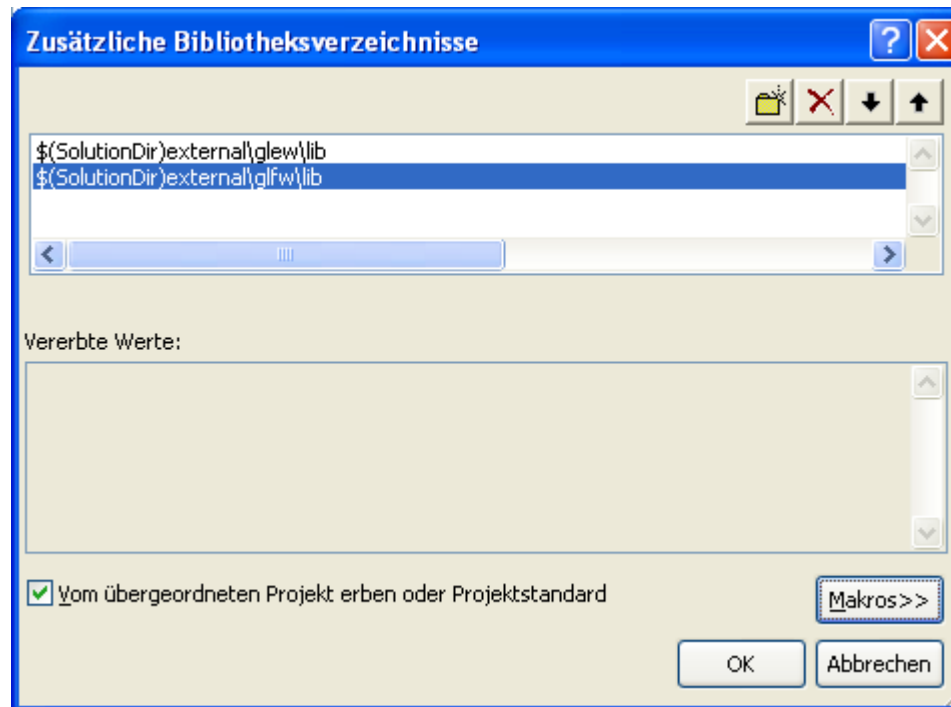 Zusätzliche Bibliotheksverzeichnisse
$(SolutionDir)external\glew\lib
$(SolutionDir)external\glfw\lib
Vererbte Werte:
Vom übergeordneten Projekt erben oder Projektstandard
Makros>>
OK
Abbrechen